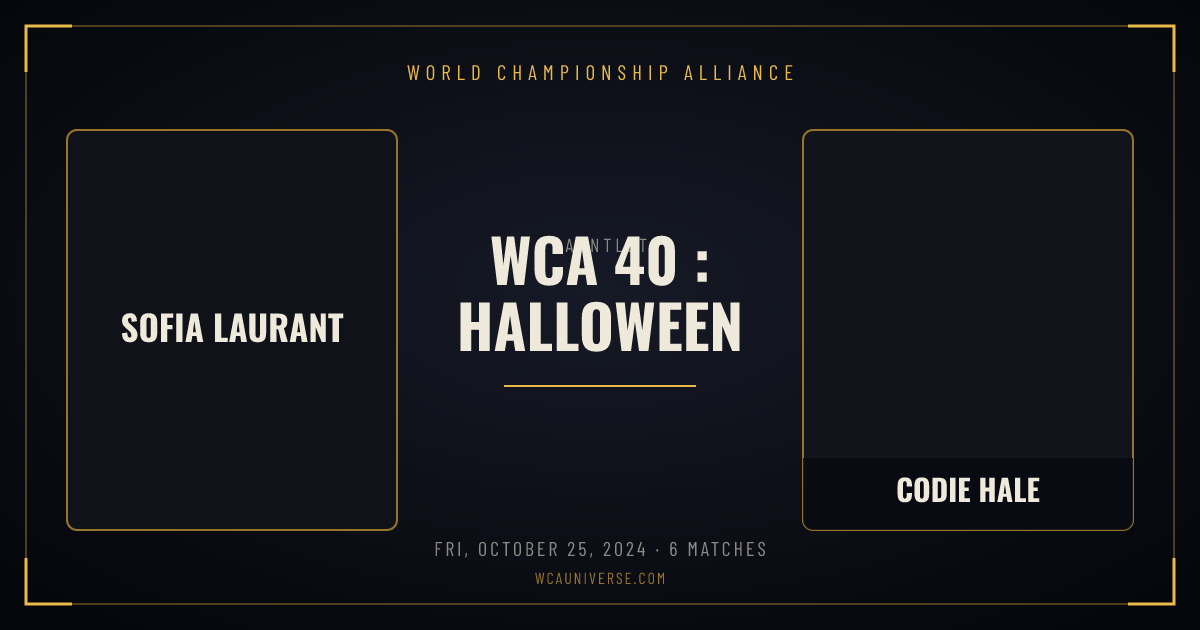 WORLD CHAMPIONSHIP ALLIANCE
SOFIA LAURANT
WCA 40 :
HALLOWEEN
CODIE HALE
FRI, OCTOBER 25, 2024 · 6 MATCHES
WCAUNIVERSE.COM